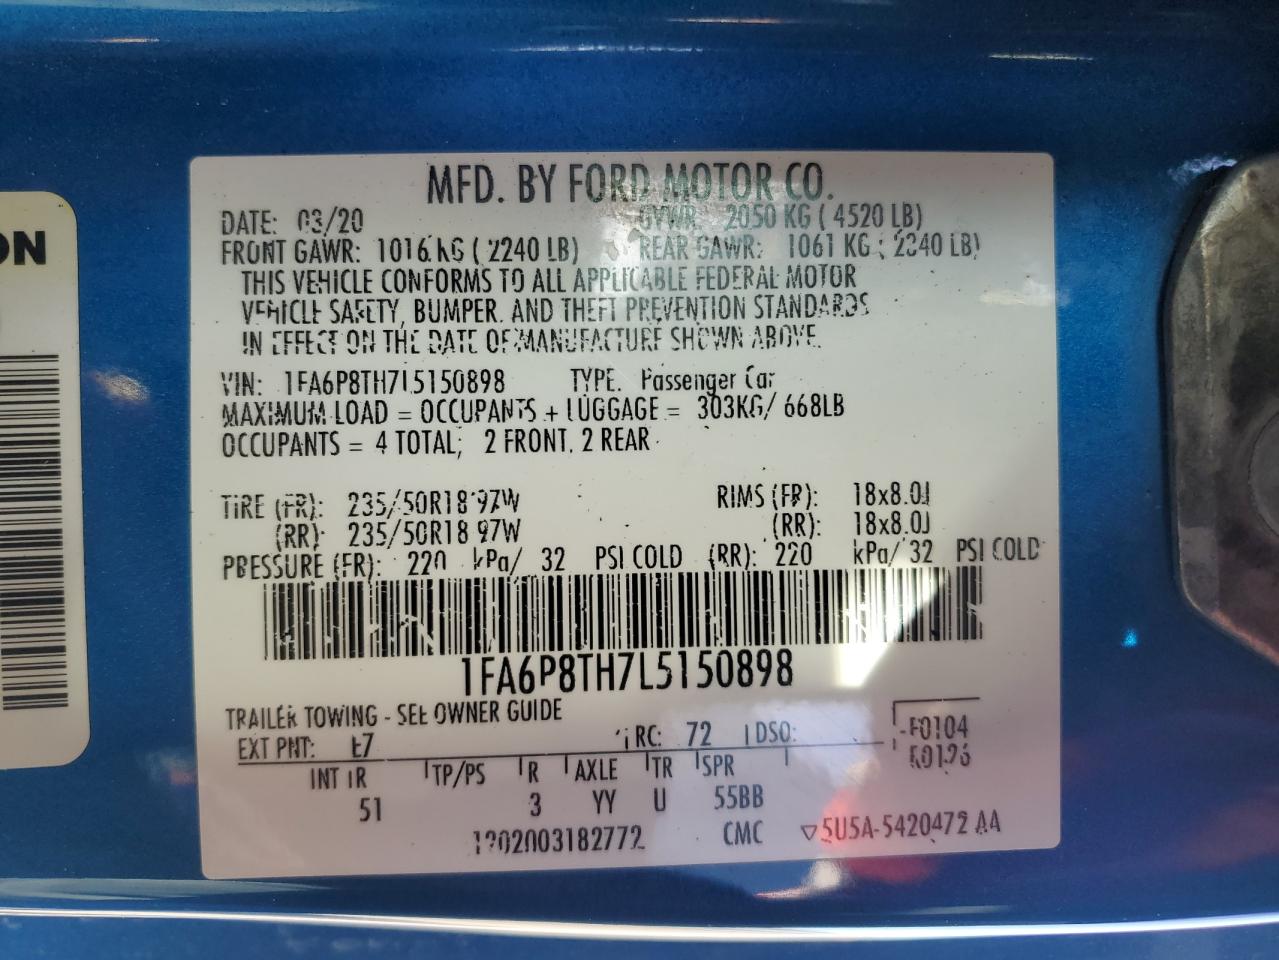 ON
MFD. BY FORD MOTOR CO.
DATE: 03/20 GVWR: 2050 KG ( 4520 LB)
FRONT GAWR: 1016 KG ( 2240 LB) REAR GAWR: 1061 KG ( 2340 LB)
THIS VEHICLE CONFORMS TO ALL APPLICABLE FEDERAL MOTOR
VEHICLE SAFETY, BUMPER, AND THEFT PREVENTION STANDARDS
IN EFFECT ON THE DATE OF MANUFACTURE SHOWN ABOVE.
VIN: 1FA6P8TH7L5150898 TYPE: Passenger Car
MAXIMUM LOAD = OCCUPANTS + LUGGAGE = 303KG/ 668LB
OCCUPANTS = 4 TOTAL; 2 FRONT, 2 REAR
TIRE (FR): 235/50R18 97W RIMS (FR): 18x8.0J
(RR): 235/50R18 97W (RR): 18x8.0J
PRESSURE (FR): 220 kPa/ 32 PSI COLD (RR): 220 kPa/ 32 PSI COLD
1FA6P8TH7L5150898
TRAILER TOWING - SEE OWNER GUIDE
EXT PNT: E7 RC: 72 DSO: F0104
INT TR TP/PS R AXLE TR SPR
51 3 YY U 55BB
1202003182772 CMC ▽5U5A-5420472 AA